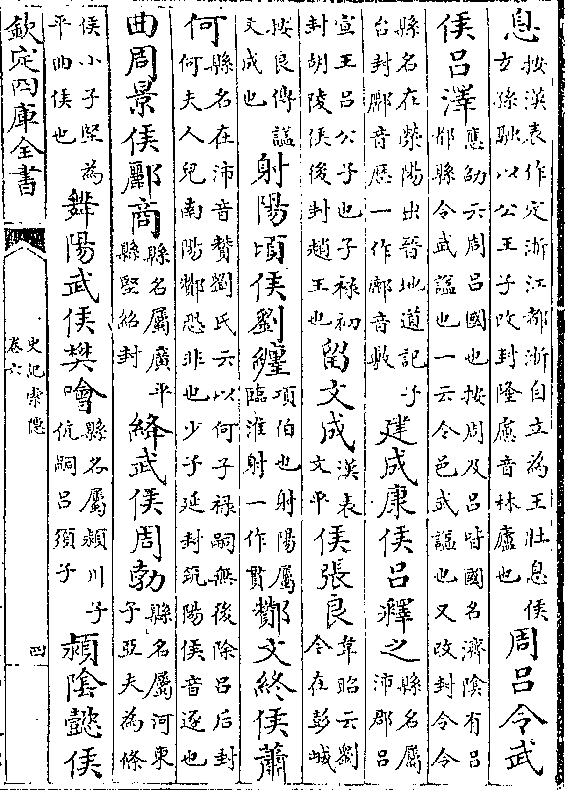 息按漢表作定浙江都浙自立為王壯息侯玄孫馳以公王子改封隆慮音林廬也周呂令武
侯呂澤應劭云周呂國也按周及呂皆國名濟陰有呂都縣令武謚也一云令邑武謚也又改封令令
縣名在滎陽出晉地道記子台封酈音歷一作鄜音敷建成康侯呂釋之縣名屬沛郡呂
宣王呂公子也子祿初封胡陵侯後封趙王也留文成漢表文平侯張良韋昭云劉今在彭城
按良傳謚文成也射陽頃侯劉纏項伯也射陽屬臨淮射一作貫酇文終侯蕭
何縣名在沛音贊劉氏云以何子祿嗣無後除呂后封何夫人兒南陽酇恐非也少子延封筑陽侯音逐也
曲周景侯酈商縣名屬廣平縣堅紹封絳武侯周勃縣名屬河東子亞夫為條
侯小子堅為平曲侯也舞陽武侯樊噲縣名屬潁川子伉嗣呂須子潁陰懿侯
欽定四庫全書
史記索隱
卷六
四